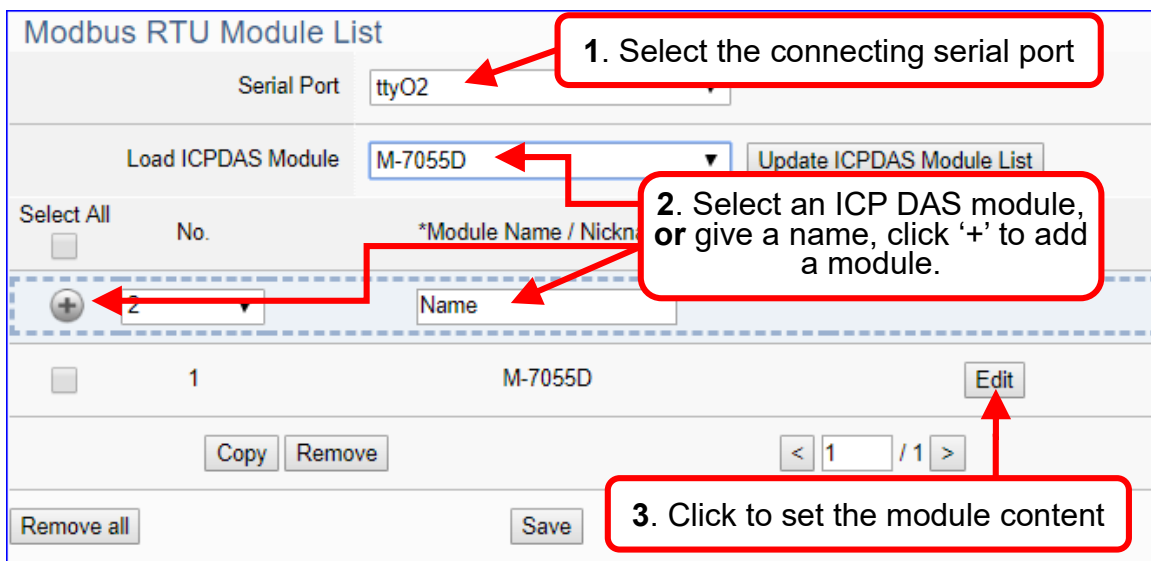 Modbus RTU Module List
1. Select the connecting serial port
Serial Port
ttyO2
Load ICPDAS Module
M-7055D
Update ICPDAS Module List
2. Select an ICP DAS module,
or give a name, click ‘+’ to add
a module.
Select All
No.
*Module Name / Nickna
2
Name
1
M-7055D
Edit
Copy
Remove
<
1
/ 1
>
3. Click to set the module content
Remove all
Save